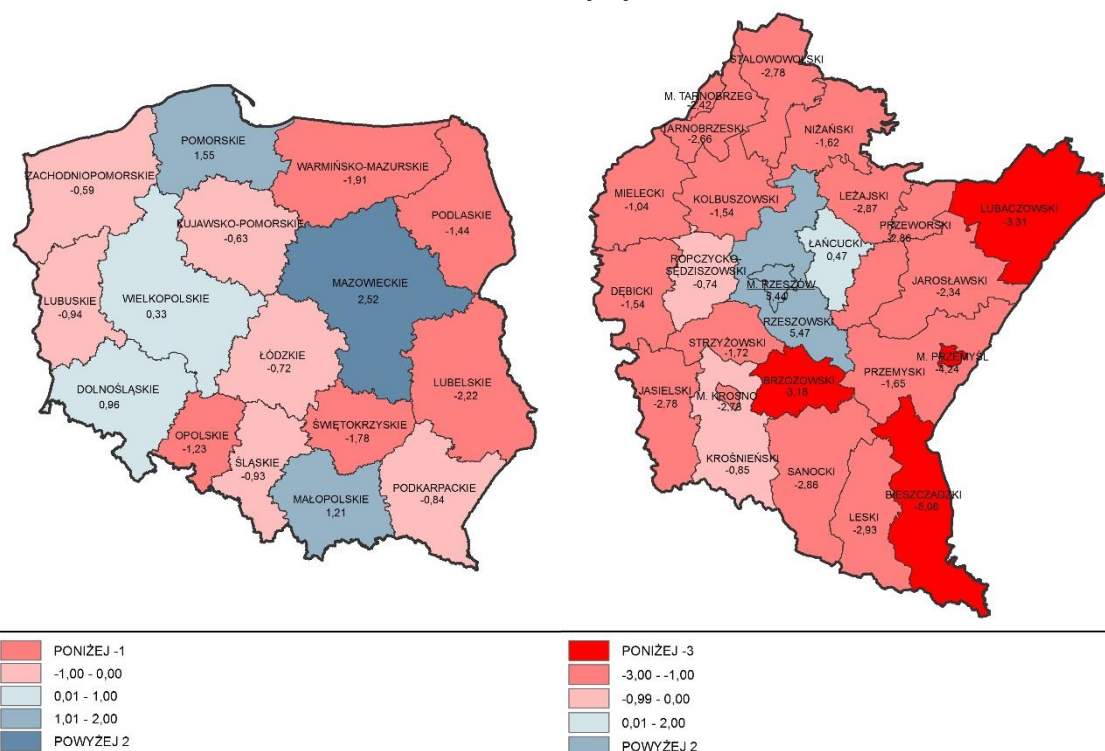 POMORSKIE
1,55
ZACHODNIOPOMORSKIE
-0,59
WARMIŃSKO-MAZURSKIE
-1,91
KUJAWSKO-POMORSKIE
-0,63
PODLASKIE
-1,44
MAZOWIECKIE
2,52
LUBUSKIE
-0,94
WIELKOPOLSKIE
0,33
ŁÓDZKIE
-0,72
DOLNOŚLĄSKIE
0,96
LUBELSKIE
-2,22
OPOLSKIE
-1,23
ŚWIĘTOKRZYSKIE
-1,78
ŚLĄSKIE
-0,93
MAŁOPOLSKIE
1,21
PODKARPACKIE
-0,84
STALOWOWOLSKI
-2,78
M. TARNOBRZEG
-2,42
TARNOBRZESKI
-2,66
NIŻAŃSKI
-1,62
MIELECKI
-1,04
KOLBUSZOWSKI
-1,54
LEŻAJSKI
-2,87
LUBACZOWSKI
-3,31
PRZEWORSKI
-2,86
ŁAŃCUCKI
0,47
ROPCZYCKO-
SĘDZISZOWSKI
-0,74
DĘBICKI
-1,54
M. RZESZÓW
5,44
JAROSŁAWSKI
-2,34
RZESZOWSKI
5,47
STRZYŻOWSKI
-1,72
M. PRZEMYŚL
-4,24
PRZEMYSKI
-1,65
JASIELSKI
-2,78
M. KROSNO
-2,78
BRZOZOWSKI
-3,18
KROŚNIEŃSKI
-0,85
SANOCKI
-2,86
LESKI
-2,93
BIESZCZADZKI
-5,06
PONIŻEJ -1
-1,00 - 0,00
0,01 - 1,00
1,01 - 2,00
POWYŻEJ 2
PONIŻEJ -3
-3,00 - -1,00
-0,99 - 0,00
0,01 - 2,00
POWYŻEJ 2